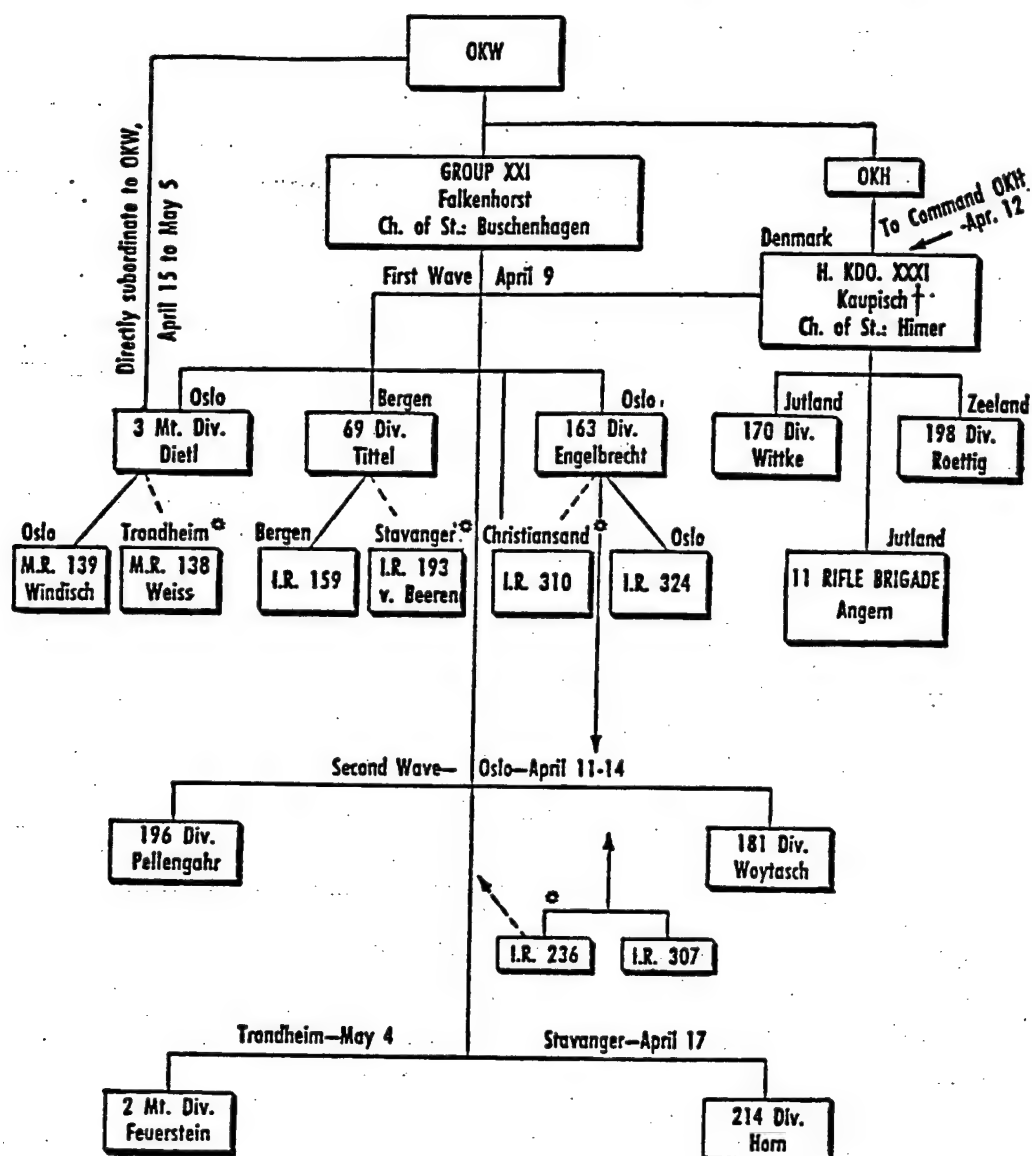 OKW
Directly subordinate to OKW,
April 15 to May 5
GROUP XXI
Falkenhorst
Ch. of St.: Buschenhagen
OKH
To Command OKH
-Apr. 12
Denmark
H. KDO. XXXI
Kaupisch †
Ch. of St.: Himer
First Wave April 9
Oslo
3 Mt. Div.
Dietl
Bergen
69 Div.
Tittel
Oslo
163 Div.
Engelbrecht
Jutland
170 Div.
Wittke
Zeeland
198 Div.
Roettig
Oslo
M.R. 139
Windisch
Trondheim*
M.R. 138
Weiss
Bergen
I.R. 159
Stavanger*
I.R. 193
v. Beeren
Christiansand *
I.R. 310
Oslo
I.R. 324
Jutland
11 RIFLE BRIGADE
Angern
Second Wave— Oslo—April 11-14
196 Div.
Pellengahr
181 Div.
Woytasch
*
I.R. 236
I.R. 307
Trondheim—May 4
Stavanger—April 17
2 Mt. Div.
Feuerstein
214 Div.
Horn